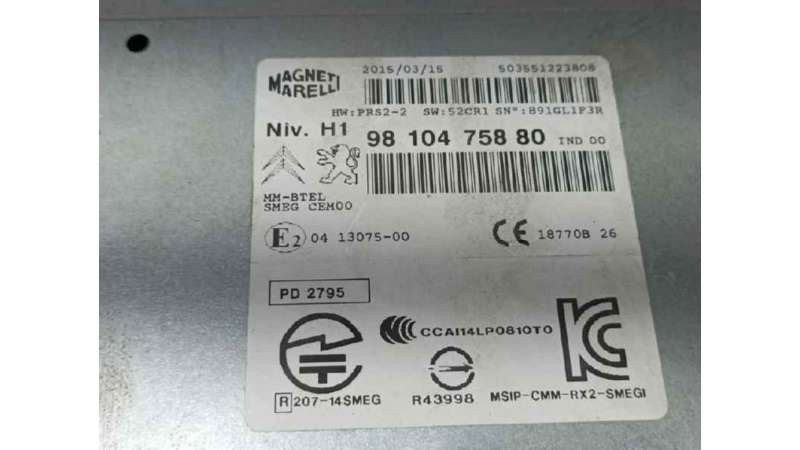 MAGNETI
MARELLI
2015/03/15 503551223808
HW:PRS2-2 SW:52CR1 SN°:891GL1P3R
Niv. H1 98 104 758 80 IND 00
MM-BTEL
SMEG CEM00
E2 04 13075-00 CE 18770B 26
PD 2795
CCAI14LP0810T0
R 207-14SMEG R43998 MSIP-CMM-RX2-SMEGI